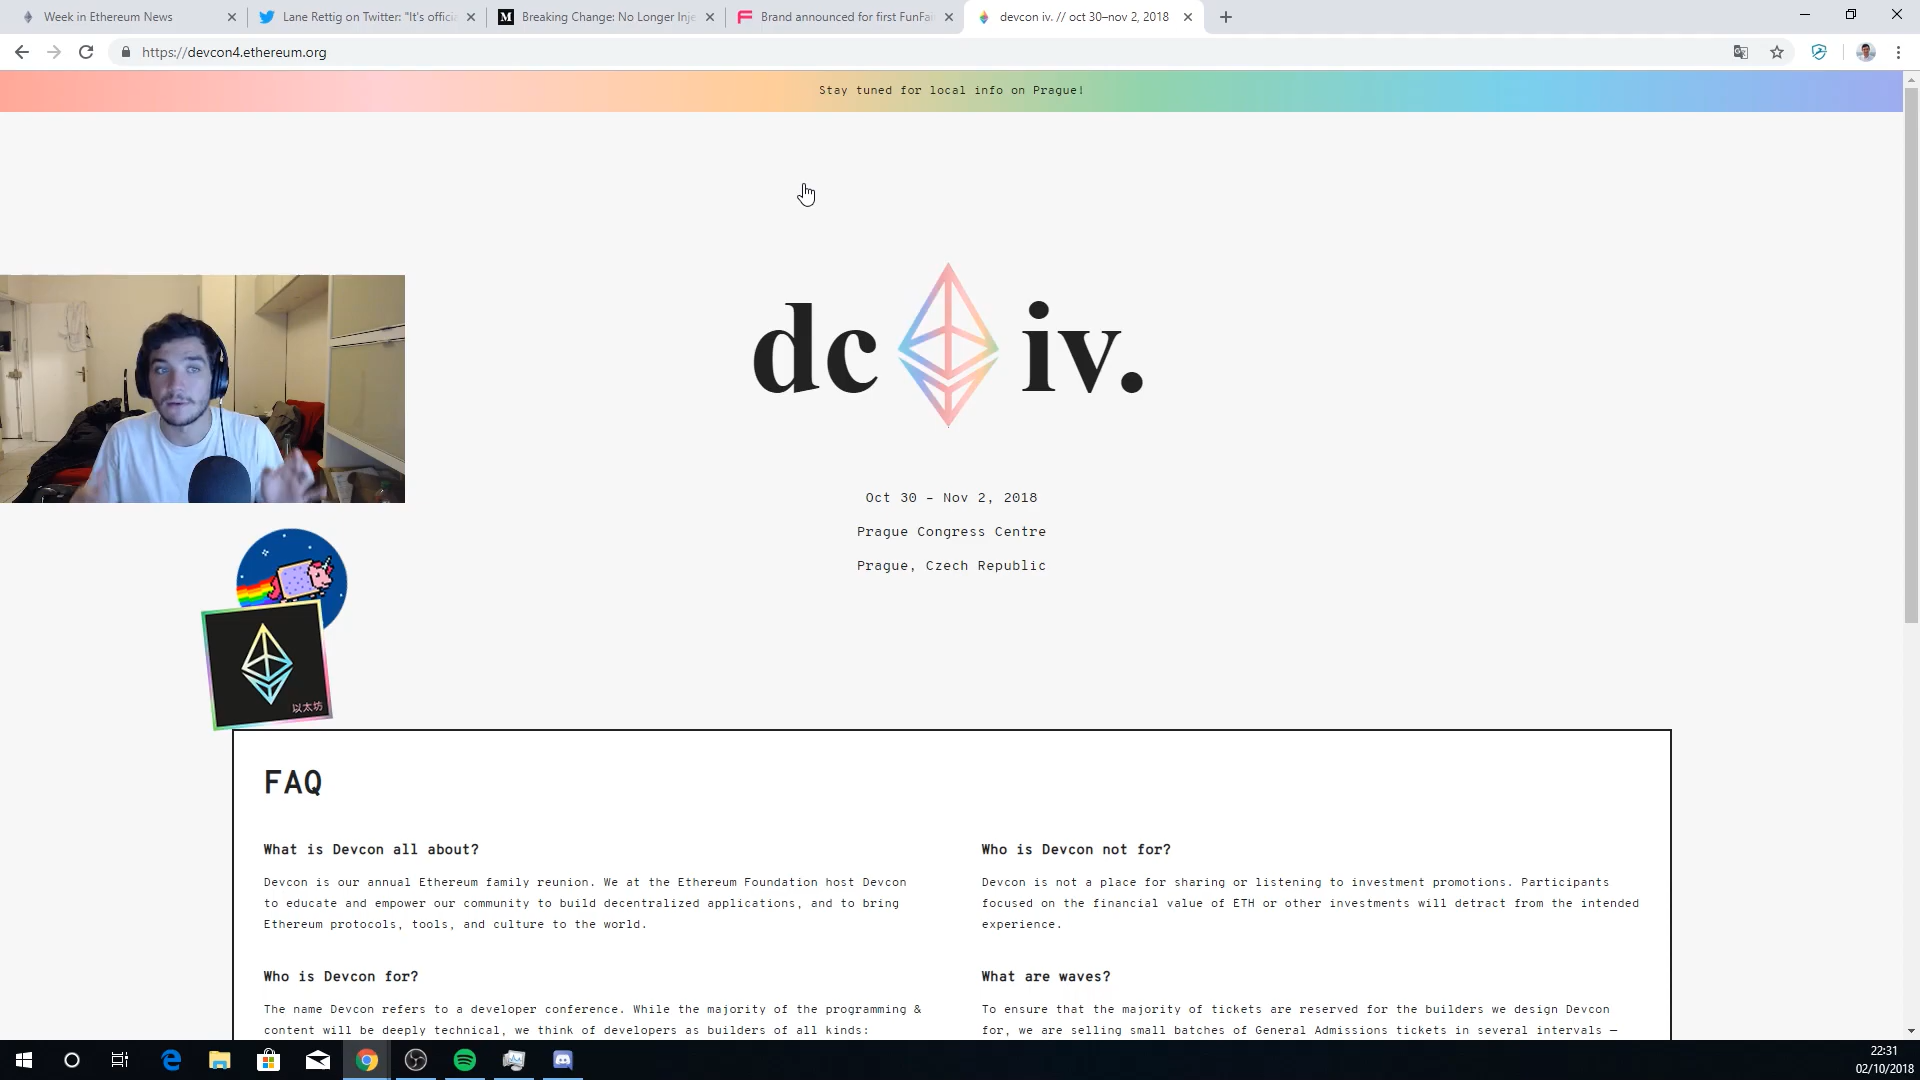 Week in Ethereum News
Lane Rettig on Twitter: "It's offici
Breaking Change: No Longer Inje
Brand announced for first FunFai
devcon iv. // oct 30–nov 2, 2018
https://devcon4.ethereum.org
Stay tuned for local info on Prague!
dc iv.
Oct 30 – Nov 2, 2018
Prague Congress Centre
Prague, Czech Republic
以太坊
FAQ
What is Devcon all about?
Devcon is our annual Ethereum family reunion. We at the Ethereum Foundation host Devcon
to educate and empower our community to build decentralized applications, and to bring
Ethereum protocols, tools, and culture to the world.
Who is Devcon for?
The name Devcon refers to a developer conference. While the majority of the programming &
content will be deeply technical, we think of developers as builders of all kinds:
Who is Devcon not for?
Devcon is not a place for sharing or listening to investment promotions. Participants
focused on the financial value of ETH or other investments will detract from the intended
experience.
What are waves?
To ensure that the majority of tickets are reserved for the builders we design Devcon
for, we are selling small batches of General Admissions tickets in several intervals —
22:31
02/10/2018